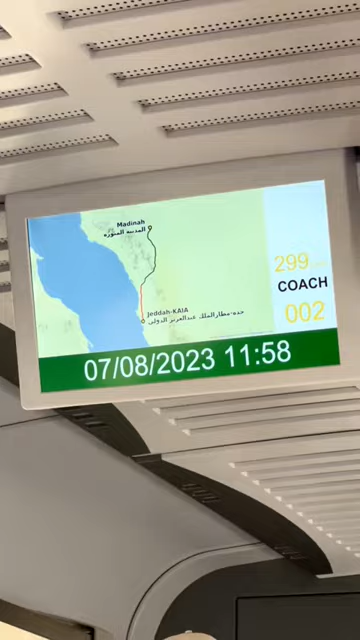 Madinah
المدينة المنورة
299
COACH
002
Jeddah-KAIA
جدة-مطار الملك عبدالعزيز الدولي
07/08/2023 11:58